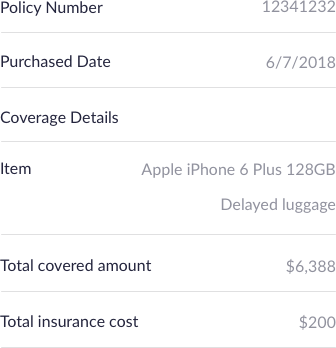 Policy Number 12341232
Purchased Date 6/7/2018
Coverage Details
Item Apple iPhone 6 Plus 128GB
Delayed luggage
Total covered amount $6,388
Total insurance cost $200